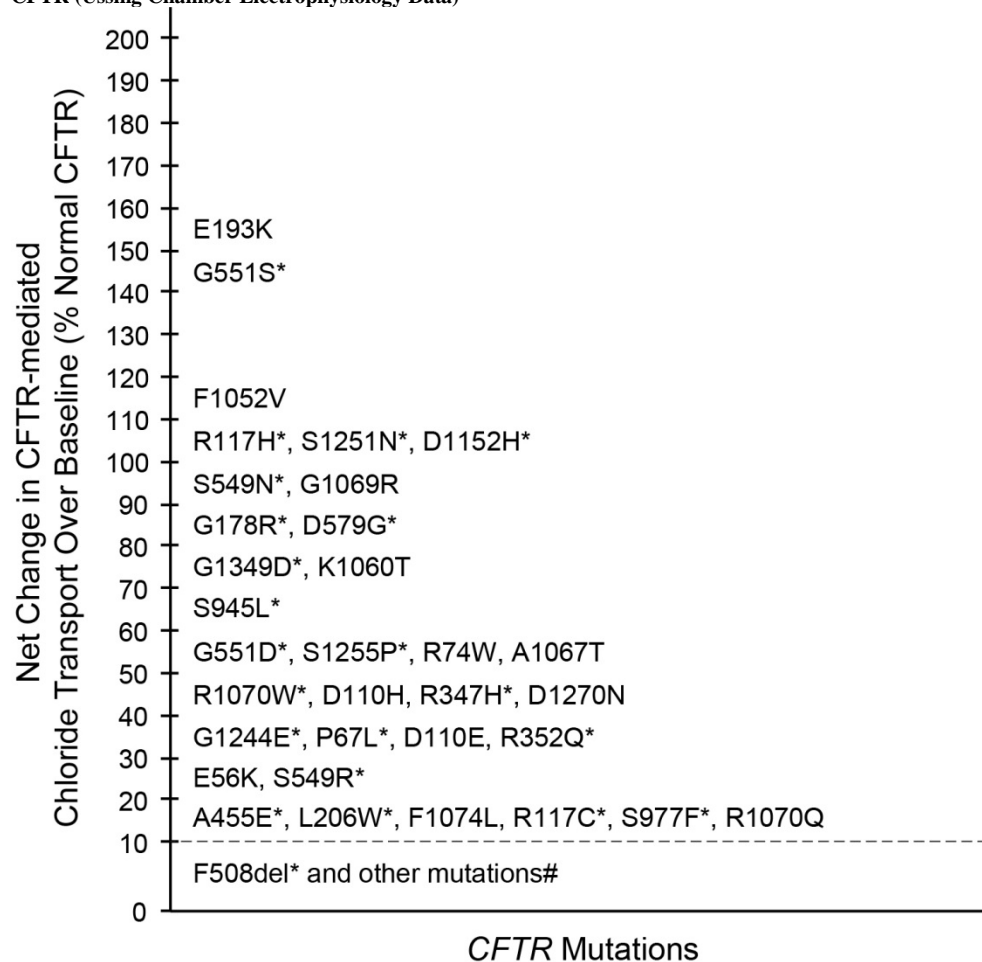 CFTR (Ussing Chamber Electrophysiology Data)
Net Change in CFTR-mediated
Chloride Transport Over Baseline (% Normal CFTR)
200
190
180
170
160
150
140
130
120
110
100
90
80
70
60
50
40
30
20
10
0
E193K
G551S*
F1052V
R117H*, S1251N*, D1152H*
S549N*, G1069R
G178R*, D579G*
G1349D*, K1060T
S945L*
G551D*, S1255P*, R74W, A1067T
R1070W*, D110H, R347H*, D1270N
G1244E*, P67L*, D110E, R352Q*
E56K, S549R*
A455E*, L206W*, F1074L, R117C*, S977F*, R1070Q
F508del* and other mutations#
CFTR Mutations